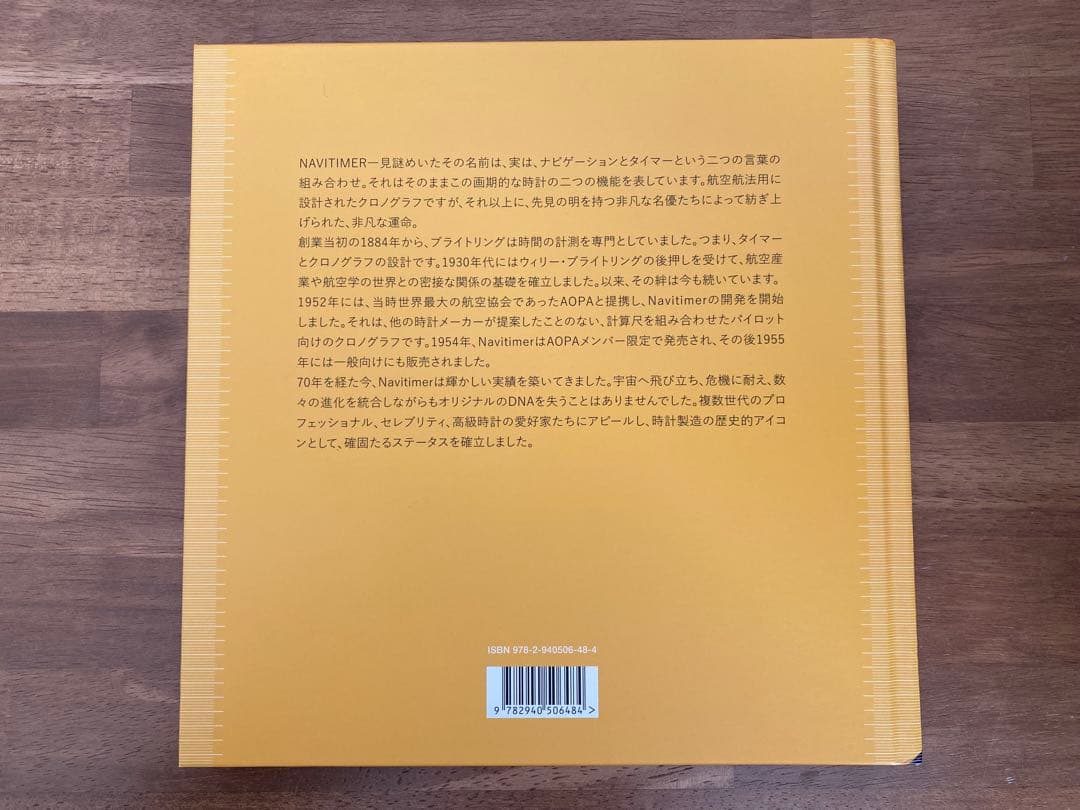 NAVITIMER一見謎めいたその名前は、実は、ナビゲーションとタイマーという二つの言葉の
組み合わせ。それはそのままこの画期的な時計の二つの機能を表しています。航空航法用に
設計されたクロノグラフですが、それ以上に、先見の明を持つ非凡な名優たちによって紡ぎ上
げられた、非凡な運命。
創業当初の1884年から、ブライトリングは時間の計測を専門としていました。つまり、タイマー
とクロノグラフの設計です。1930年代にはウィリー・ブライトリングの後押しを受けて、航空産
業や航空学の世界との密接な関係の基礎を確立しました。以来、その絆は今も続いています。
1952年には、当時世界最大の航空協会であったAOPAと提携し、Navitimerの開発を開始
しました。それは、他の時計メーカーが提案したことのない、計算尺を組み合わせたパイロット
向けのクロノグラフです。1954年、NavitimerはAOPAメンバー限定で発売され、その後1955
年には一般向けにも販売されました。
70年を経た今、Navitimerは輝かしい実績を築いてきました。宇宙へ飛び立ち、危機に耐え、数
々の進化を統合しながらもオリジナルのDNAを失うことはありませんでした。複数世代のプロ
フェッショナル、セレブリティ、高級時計の愛好家たちにアピールし、時計製造の歴史的アイコ
ンとして、確固たるステータスを確立しました。
ISBN 978-2-940506-48-4
9 782940 506484 >